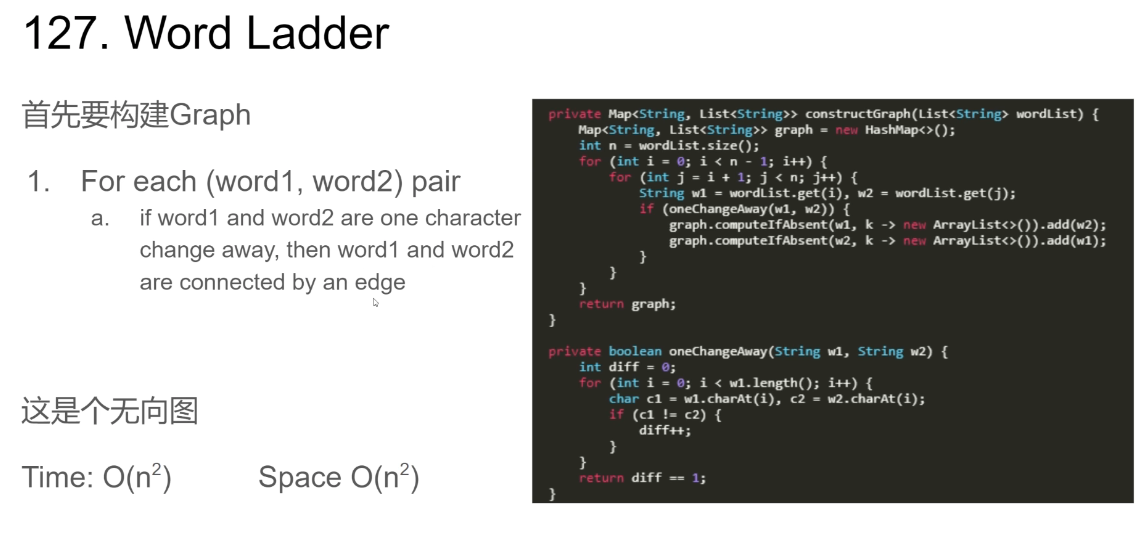 127. Word Ladder
首先要构建Graph
1. For each (word1, word2) pair
a. if word1 and word2 are one character
change away, then word1 and word2
are connected by an edge
这是个无向图
Time: O(n²) Space O(n²)
private Map<String, List<String>> constructGraph(List<String> wordList) {
    Map<String, List<String>> graph = new HashMap<>();
    int n = wordList.size();
    for (int i = 0; i < n - 1; i++) {
        for (int j = i + 1; j < n; j++) {
            String w1 = wordList.get(i), w2 = wordList.get(j);
            if (oneChangeAway(w1, w2)) {
                graph.computeIfAbsent(w1, k -> new ArrayList<>()).add(w2);
                graph.computeIfAbsent(w2, k -> new ArrayList<>()).add(w1);
            }
        }
    }
    return graph;
}
private boolean oneChangeAway(String w1, String w2) {
    int diff = 0;
    for (int i = 0; i < w1.length(); i++) {
        char c1 = w1.charAt(i), c2 = w2.charAt(i);
        if (c1 != c2) {
            diff++;
        }
    }
    return diff == 1;
}